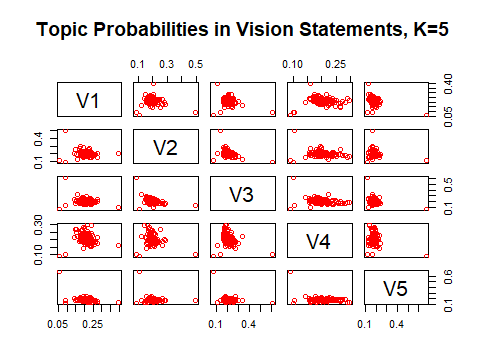 Topic Probabilities in Vision Statements, K=5
0.1 0.3 0.5 0.10 0.25
V1 0.05 0.40
0.1 0.4 V2
V3 0.1 0.5
0.10 0.30 V4
V5 0.1 0.6
0.05 0.25 0.1 0.4 0.1 0.4